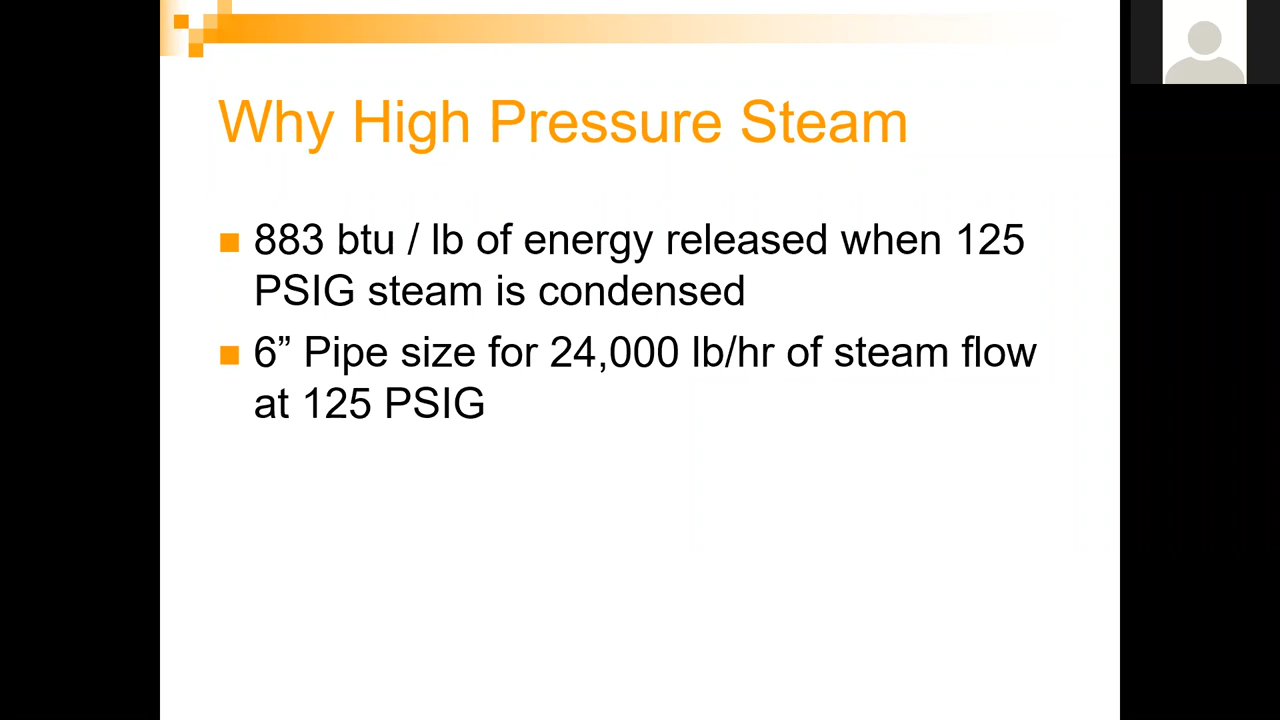 Why High Pressure Steam
883 btu / lb of energy released when 125
PSIG steam is condensed
6” Pipe size for 24,000 lb/hr of steam flow
at 125 PSIG